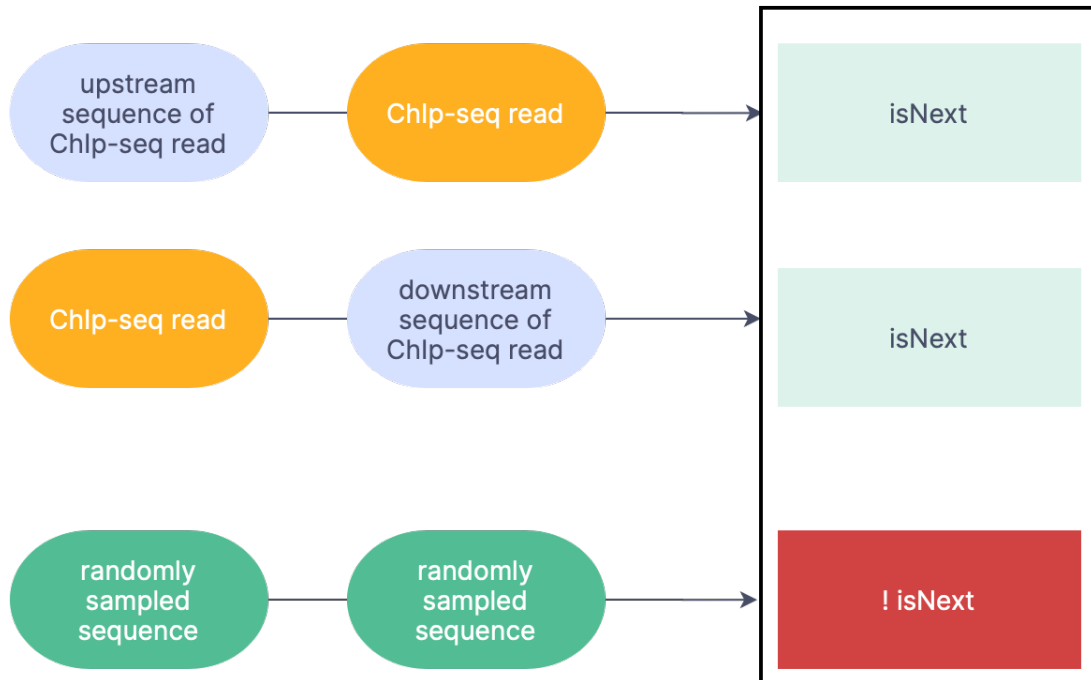 upstream
sequence of
ChIp-seq read
ChIp-seq read
isNext
ChIp-seq read
downstream
sequence of
ChIp-seq read
isNext
randomly
sampled
sequence
randomly
sampled
sequence
! isNext